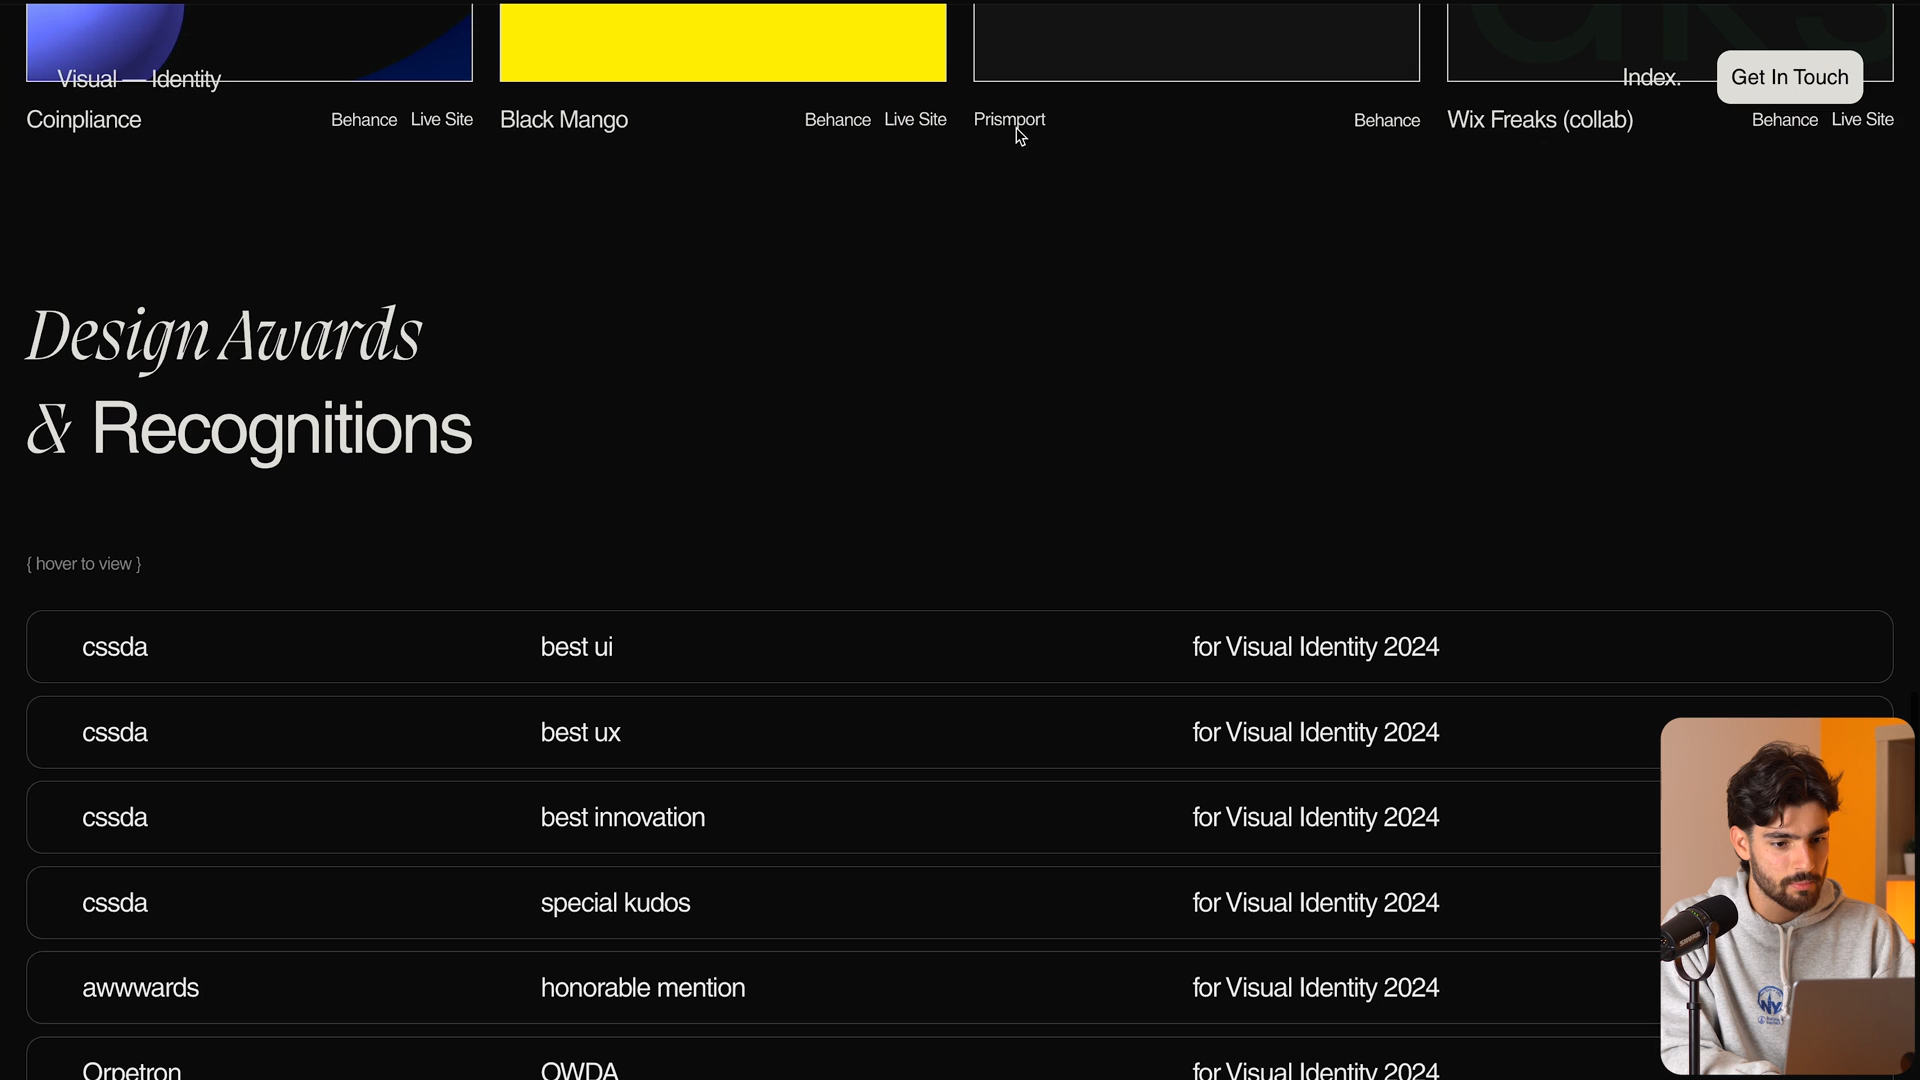 Visual — Identity
Index.
Get In Touch
Coinpliance
Behance
Live Site
Black Mango
Behance
Live Site
Prismport
Behance
Wix Freaks (collab)
Behance
Live Site
Design Awards
& Recognitions
{ hover to view }
cssda
best ui
for Visual Identity 2024
cssda
best ux
for Visual Identity 2024
cssda
best innovation
for Visual Identity 2024
cssda
special kudos
for Visual Identity 2024
awwwards
honorable mention
for Visual Identity 2024
Orpetron
OWDA
for Visual Identity 2024
SHURE
NY